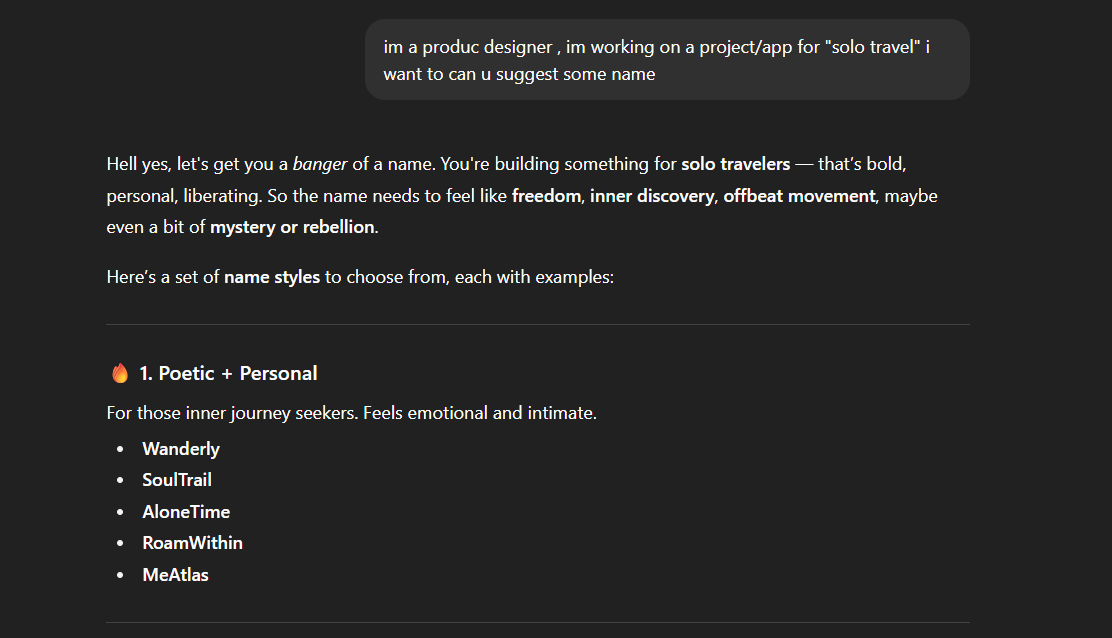 im a produc designer , im working on a project/app for "solo travel" i
want to can u suggest some name
Hell yes, let's get you a banger of a name. You're building something for solo travelers — that’s bold,
personal, liberating. So the name needs to feel like freedom, inner discovery, offbeat movement, maybe
even a bit of mystery or rebellion.
Here’s a set of name styles to choose from, each with examples:
🔥 1. Poetic + Personal
For those inner journey seekers. Feels emotional and intimate.
• Wanderly
• SoulTrail
• AloneTime
• RoamWithin
• MeAtlas